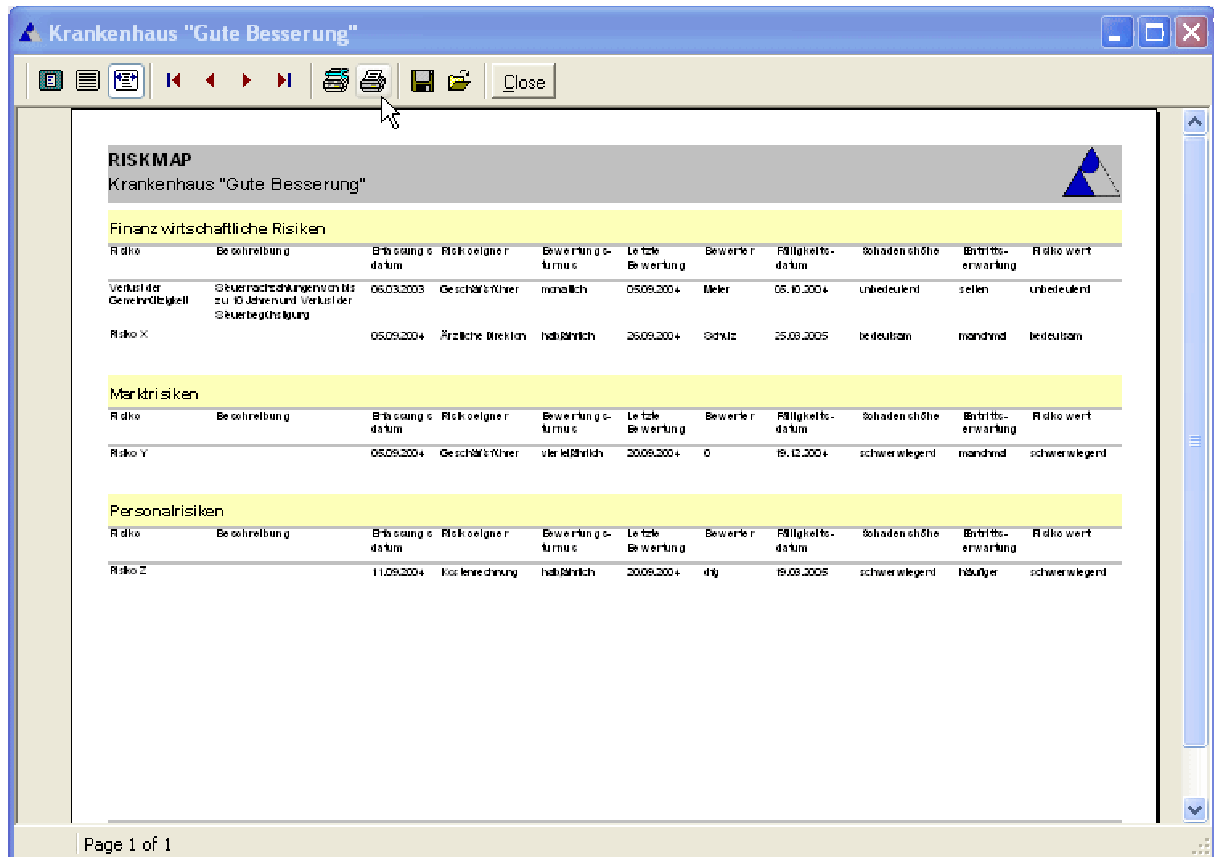 Krankenhaus "Gute Besserung"
Close
RISKMAP
Krankenhaus "Gute Besserung"
Finanzwirtschaftliche Risiken
Risiko Beschreibung Erfassungs Risikoeigner Bewertungs- Letzte Bewerter Fälligkeits- Schadenshöhe Eintritts- Risikowert
datum turnus Bewertung datum erwartung
Verlust der Steuernachzahlungen von bis 06.03.2003 Geschäftsführer monatlich 05.09.2004 Meier 05.10.2004 unbedeutend selten unbedeutend
Gemeinnützigkeit zu 10 Jahren und Verlust der
Steuerbegünstigung
Risiko X 05.09.2004 Ärztliche Direktion halbjährlich 26.09.2004 Schulz 25.03.2005 bedeutsam manchmal bedeutsam
Marktrisiken
Risiko Beschreibung Erfassungs Risikoeigner Bewertungs- Letzte Bewerter Fälligkeits- Schadenshöhe Eintritts- Risikowert
datum turnus Bewertung datum erwartung
Risiko Y 05.09.2004 Geschäftsführer vierteljährlich 20.09.2004 0 19.12.2004 schwerwiegend manchmal schwerwiegend
Personalrisiken
Risiko Beschreibung Erfassungs Risikoeigner Bewertungs- Letzte Bewerter Fälligkeits- Schadenshöhe Eintritts- Risikowert
datum turnus Bewertung datum erwartung
Risiko Z 11.09.2004 Kostenrechnung halbjährlich 20.09.2004 19.03.2005 schwerwiegend häufiger schwerwiegend
Page 1 of 1